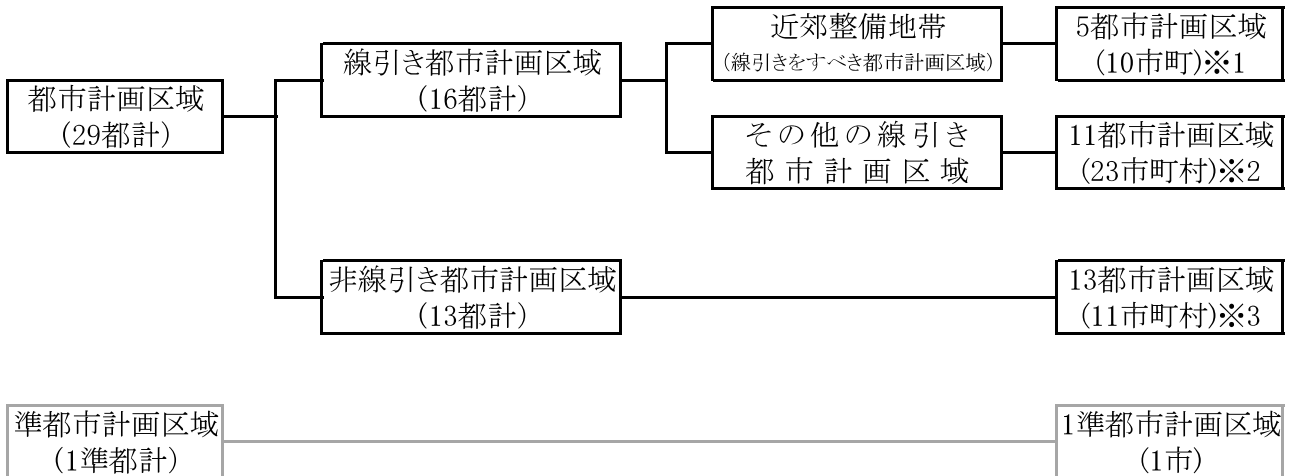 都市計画区域
(29都計)
線引き都市計画区域
(16都計)
近郊整備地帯
(線引きをすべき都市計画区域)
5都市計画区域
(10市町)※1
その他の線引き
都市計画区域
11都市計画区域
(23市町村)※2
非線引き都市計画区域
(13都計)
13都市計画区域
(11市町村)※3
準都市計画区域
(1準都計)
1準都市計画区域
(1市)